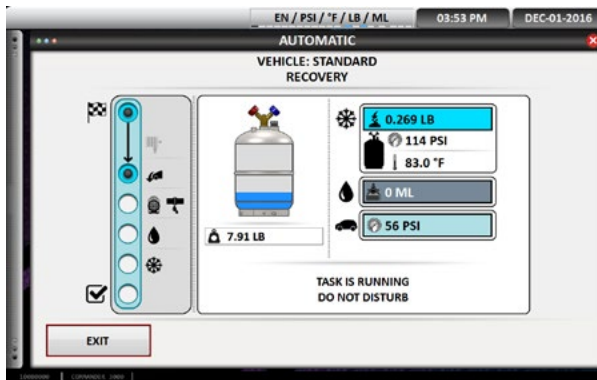 EN / PSI / °F / LB / ML
03:53 PM
DEC-01-2016
AUTOMATIC
VEHICLE: STANDARD
RECOVERY
0.269 LB
114 PSI
83.0 °F
0 ML
7.91 LB
56 PSI
TASK IS RUNNING
DO NOT DISTURB
EXIT